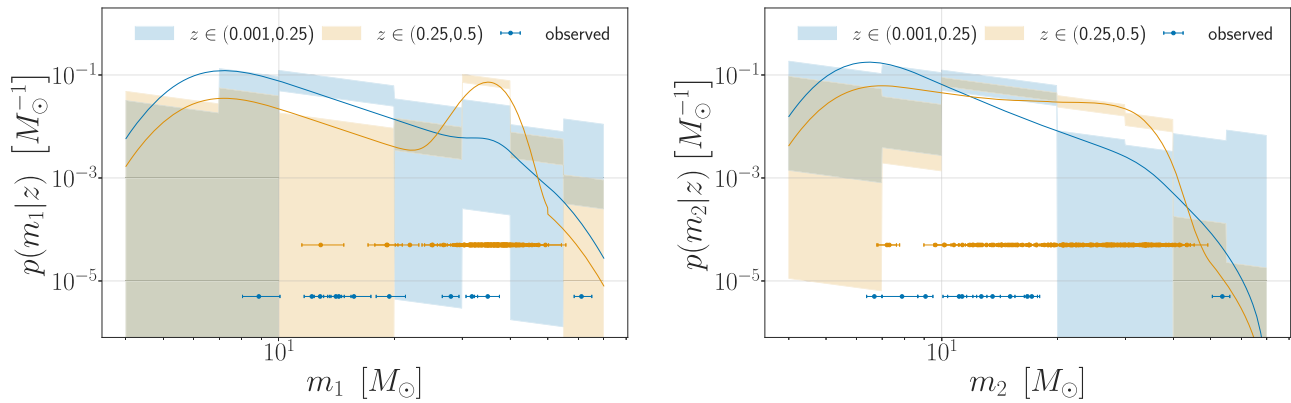 z ∈ (0.001,0.25) z ∈ (0.25,0.5) observed
10⁻¹
10⁻³
10⁻⁵
10¹
p(m₁|z) [M⊙⁻¹]
m₁ [M⊙]
z ∈ (0.001,0.25) z ∈ (0.25,0.5) observed
10⁻¹
10⁻³
10⁻⁵
10¹
p(m₂|z) [M⊙⁻¹]
m₂ [M⊙]